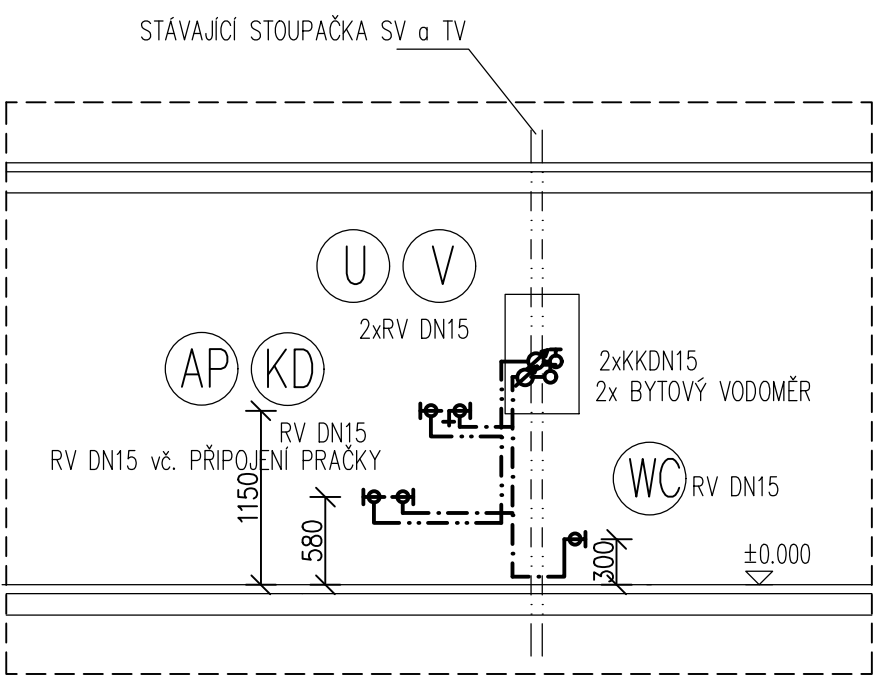 STÁVAJÍCÍ STOUPAČKA SV a TV
U V
2xRV DN15
AP KD
2xKKDN15
2x BYTOVÝ VODOMĚR
RV DN15
RV DN15 vč. PŘIPOJENÍ PRAČKY
WC RV DN15
1150
580
300
±0.000